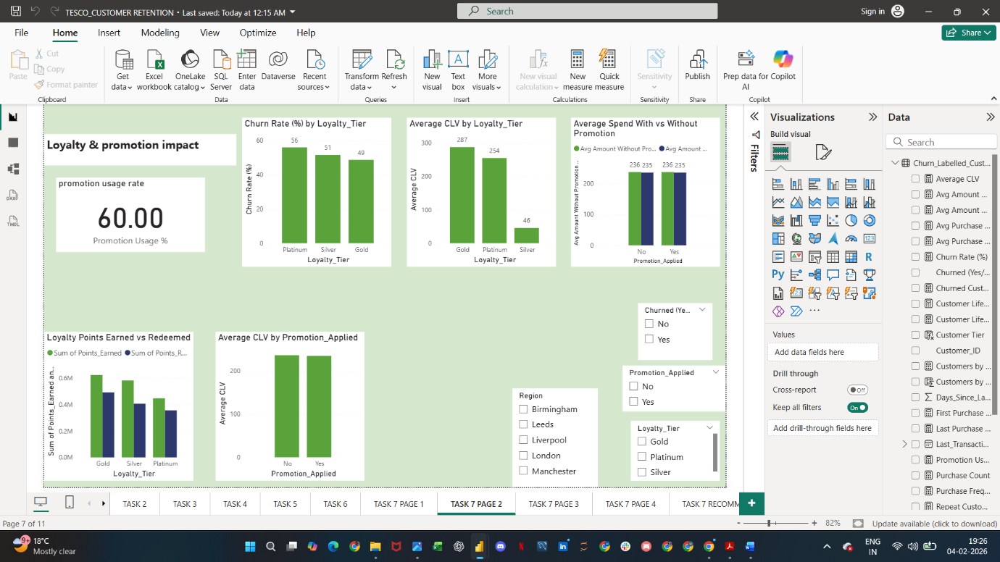 TESCO_CUSTOMER RETENTION • Last saved: Today at 12:15 AM
Search
Sign in
File Home Insert Modeling View Optimize Help
Share
Paste
Cut
Copy
Format painter
Clipboard
Get data
Excel workbook
OneLake catalog
SQL Server
Enter data
Dataverse
Recent sources
Data
Transform data
Refresh
Queries
New visual
Text box
More visuals
Insert
New visual calculation
New measure
Quick measure
Calculations
Sensitivity
Sensitivity
Publish
Share
Prep data for AI
Copilot
Copilot
Loyalty & promotion impact
promotion usage rate
60.00
Promotion Usage %
Churn Rate (%) by Loyalty_Tier
Churn Rate (%)
60
40
20
0
56
51
49
Platinum Silver Gold
Loyalty_Tier
Average CLV by Loyalty_Tier
Average CLV
300
200
100
0
287
254
46
Gold Platinum Silver
Loyalty_Tier
Average Spend With vs Without
Promotion
Avg Amount Without Pro... Avg Amount ...
Avg Amount Without Promotion ...
200
100
0
236 235 236 235
No Yes
Promotion_Applied
Loyalty Points Earned vs Redeemed
Sum of Points_Earned Sum of Points_R...
Sum of Points_Earned an...
0.6M
0.4M
0.2M
0.0M
Gold Silver Platinum
Loyalty_Tier
Average CLV by Promotion_Applied
Average CLV
200
100
0
No Yes
Promotion_Applied
Churned (Ye...
No
Yes
Promotion_Applied
No
Yes
Region
Birmingham
Leeds
Liverpool
London
Manchester
Loyalty_Tier
Gold
Platinum
Silver
Filters
Visualizations
Build visual
123
R
Py
Values
Add data fields here
Drill through
Cross-report
Off
Keep all filters
On
Add drill-through fields here
Data
Search
Churn_Labelled_Cust...
Average CLV
Avg Amount ...
Avg Amount ...
Avg Purchase ...
Avg Purchase ...
Churn Rate (%)
Churned (Yes/...
Churned Cust...
Customer Life...
Customer Life...
Customer Tier
Customer_ID
Customers by ...
Customers by ...
Days_Since_La...
First Purchase ...
Last Purchase ...
Last_Transacti...
Promotion Us...
Purchase Count
Purchase Freq...
Repeat Custo...
TASK 2 TASK 3 TASK 4 TASK 5 TASK 6 TASK 7 PAGE 1 TASK 7 PAGE 2 TASK 7 PAGE 3 TASK 7 PAGE 4 TASK 7 RECOMM
Page 7 of 11
82%
Update available (click to download)
9+
18°C
Mostly clear
ENG
IN
19:26
04-02-2026